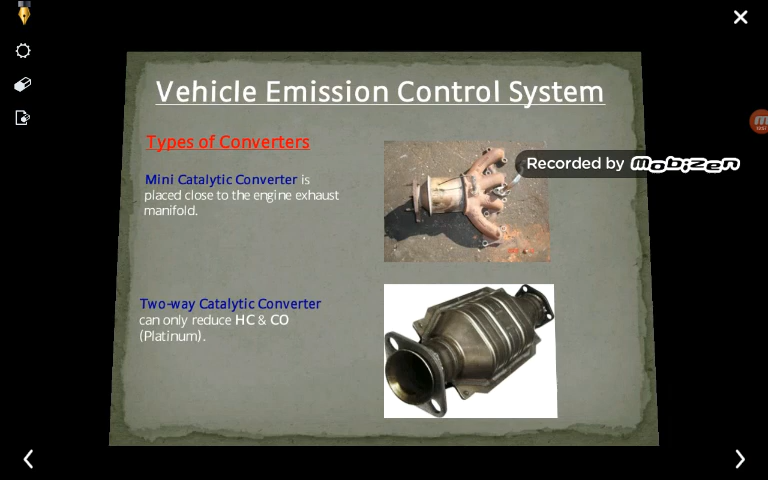 Vehicle Emission Control System
Types of Converters
Recorded by mobizen
Mini Catalytic Converter is
placed close to the engine exhaust
manifold.
Two-way Catalytic Converter
can only reduce HC & CO
(Platinum).